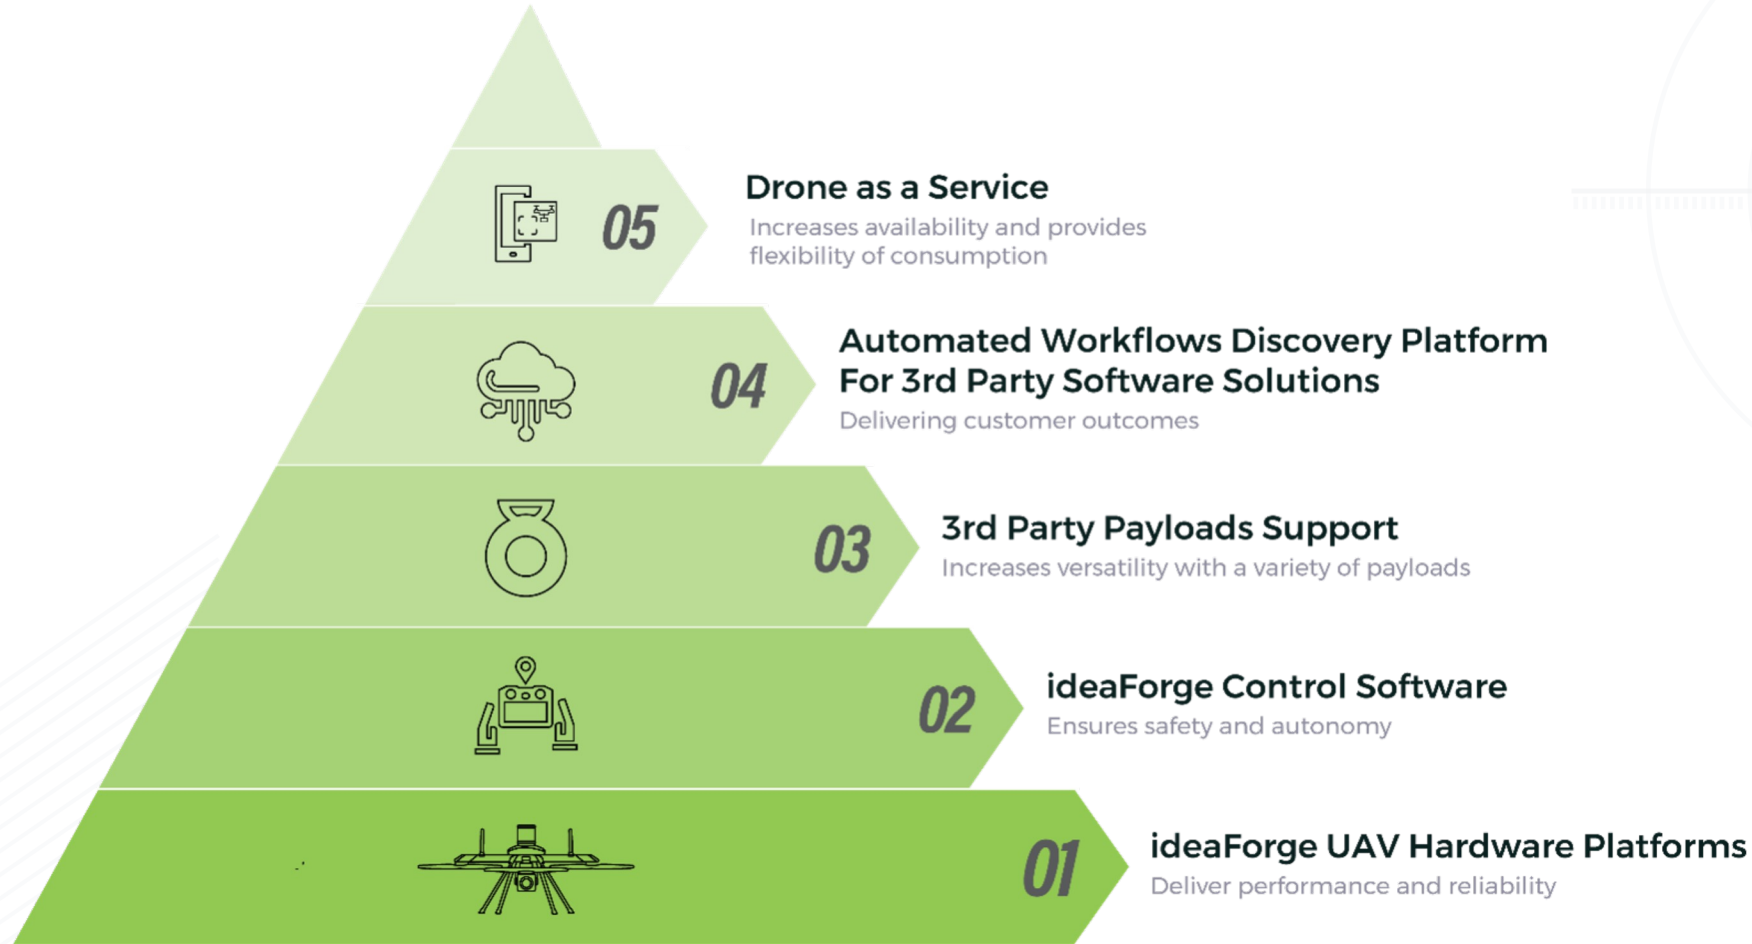 05
Drone as a Service
Increases availability and provides
flexibility of consumption
04
Automated Workflows Discovery Platform
For 3rd Party Software Solutions
Delivering customer outcomes
03
3rd Party Payloads Support
Increases versatility with a variety of payloads
02
ideaForge Control Software
Ensures safety and autonomy
01
ideaForge UAV Hardware Platforms
Deliver performance and reliability